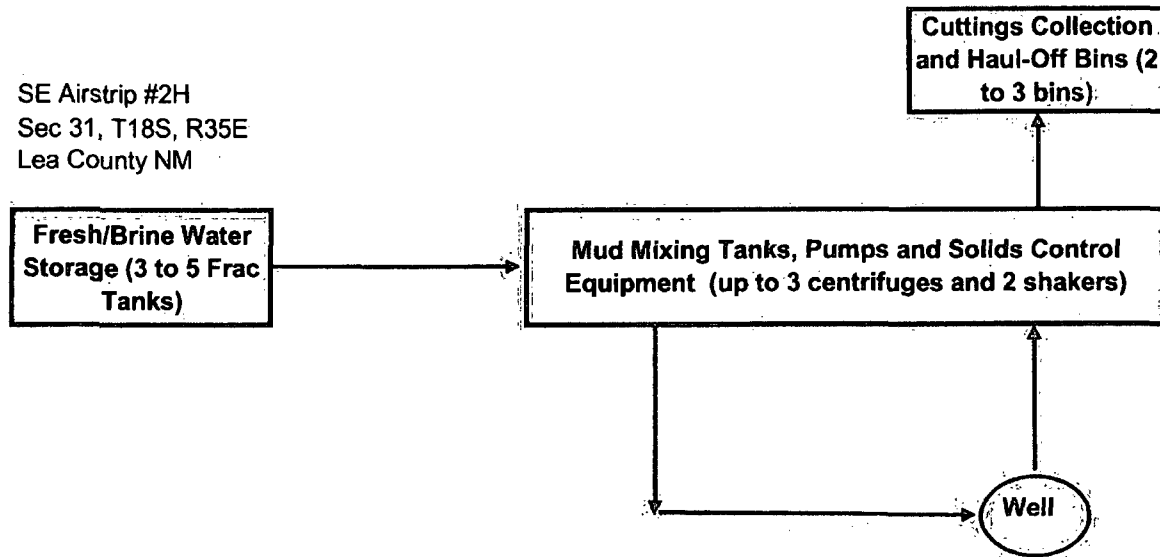 Cuttings Collection
and Haul-Off Bins (2
to 3 bins)
SE Airstrip #2H
Sec 31, T18S, R35E
Lea County NM
Fresh/Brine Water
Storage (3 to 5 Frac
Tanks)
Mud Mixing Tanks, Pumps and Solids Control
Equipment (up to 3 centrifuges and 2 shakers)
Well